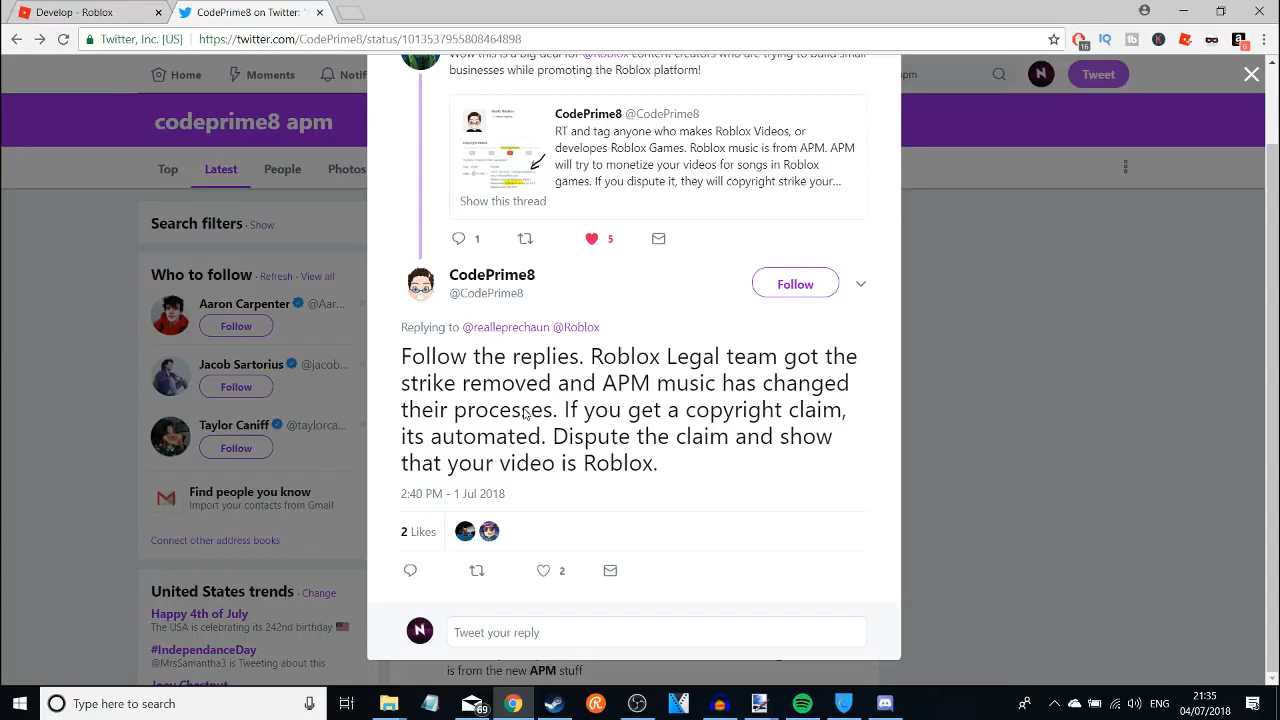 Develop - Roblox
CodePrime8 on Twitter: "
Twitter, Inc. [US]
https://twitter.com/CodePrime8/status/1013537955808464898
16
6
Home
Moments
Notifi
apm
Tweet
codeprime8 apm
Top
Latest
People
Photos
Wow this is a big deal for @Roblox content creators who are trying to build small
businesses while promoting the Roblox platform!
CodePrime8 @CodePrime8
RT and tag anyone who makes Roblox Videos, or
developes Roblox Games. Roblox music is from APM. APM
will try to monetize your videos for songs in Roblox
games. If you dispute it, they will copyright strike your...
Show this thread
1
5
Search filters · Show
Who to follow · Refresh · View all
Aaron Carpenter @Aar...
Follow
Jacob Sartorius @jacob...
Follow
Taylor Caniff @taylorca...
Follow
Find people you know
Import your contacts from Gmail
Connect other address books
United States trends · Change
Happy 4th of July
The USA is celebrating its 242nd birthday
#IndependanceDay
@MrsSamantha3 is Tweeting about this
Joey Chestnut
CodePrime8
@CodePrime8
Follow
Replying to @realleprechaun @Roblox
Follow the replies. Roblox Legal team got the
strike removed and APM music has changed
their processes. If you get a copyright claim,
its automated. Dispute the claim and show
that your video is Roblox.
2:40 PM - 1 Jul 2018
2 Likes
2
N
Tweet your reply
is from the new APM stuff
Type here to search
69
ENG
21:35
04/07/2018